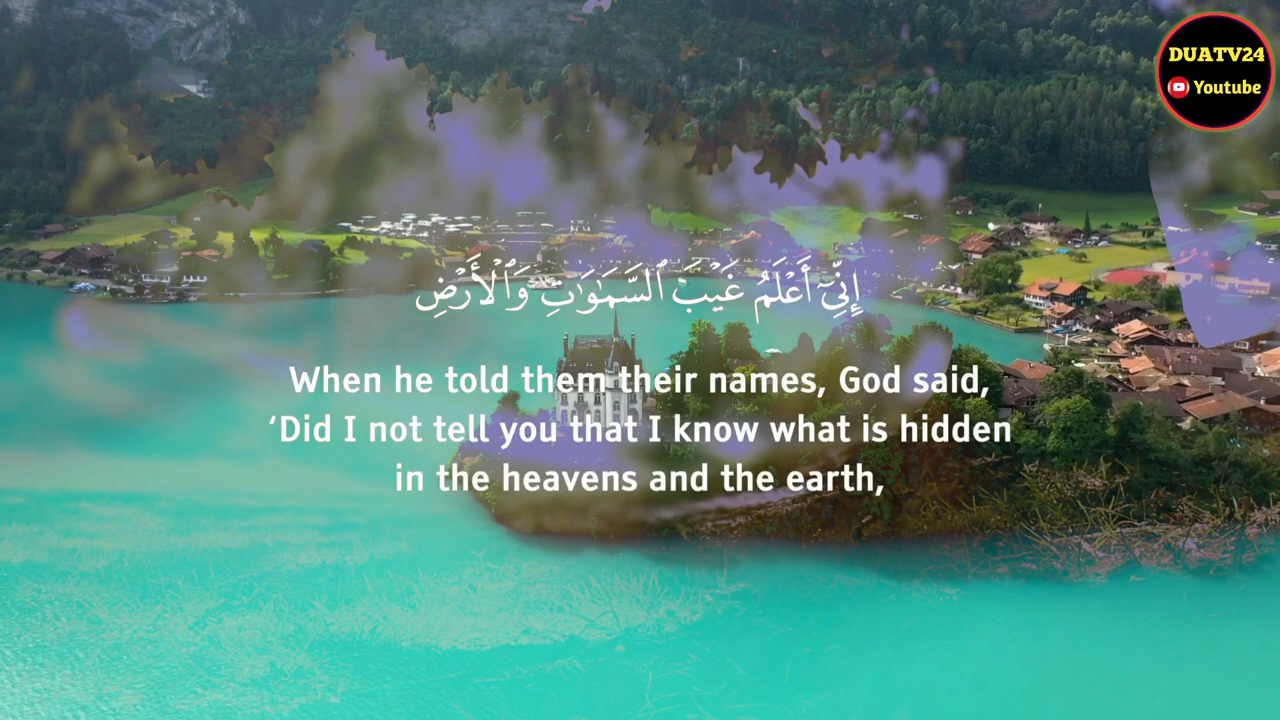 DUATV24
Youtube
إِنِّىٓ أَعْلَمُ غَيْبَ ٱلسَّمَٰوَٰتِ وَٱلْأَرْضِ
When he told them their names, God said,
‘Did I not tell you that I know what is hidden
in the heavens and the earth,